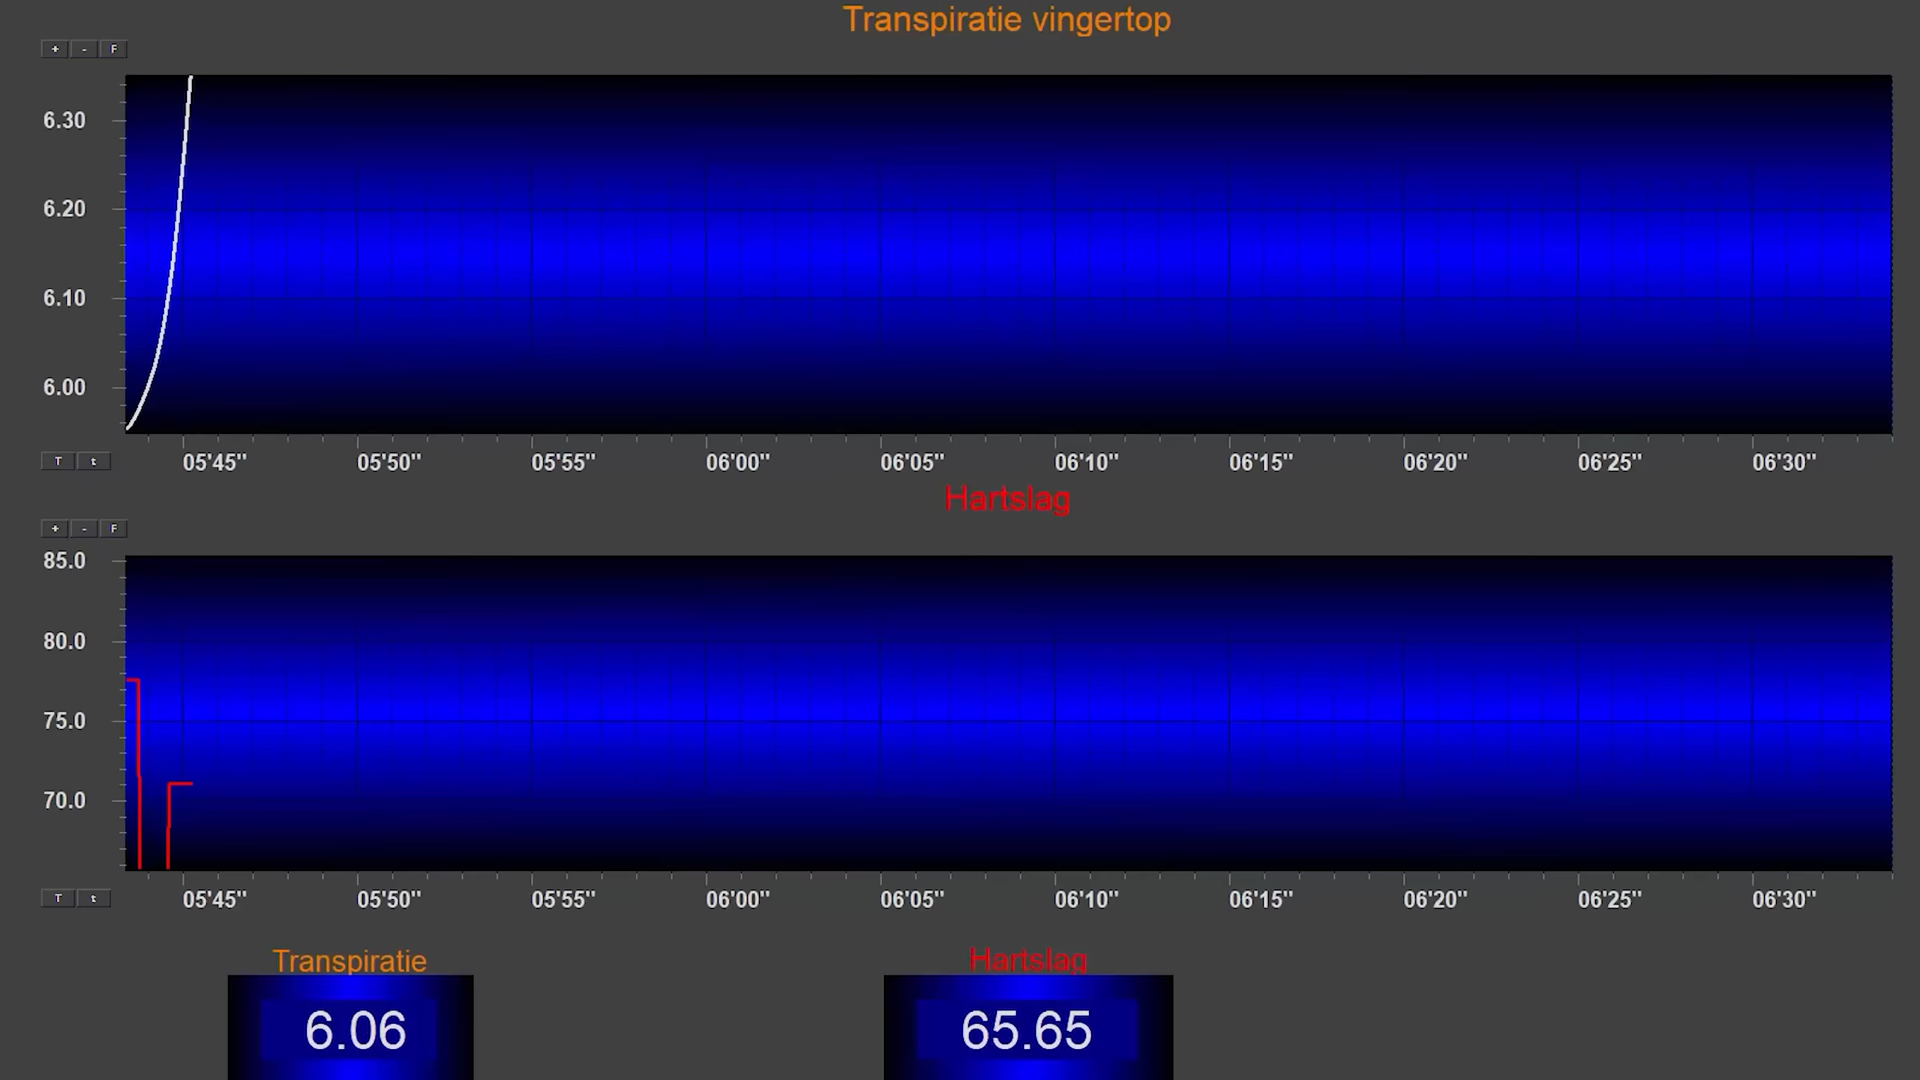 Transpiratie vingertop
+ - F
6.30
6.20
6.10
6.00
T t 05'45" 05'50" 05'55" 06'00" 06'05" 06'10" 06'15" 06'20" 06'25" 06'30"
Hartslag
+ - F
85.0
80.0
75.0
70.0
T t 05'45" 05'50" 05'55" 06'00" 06'05" 06'10" 06'15" 06'20" 06'25" 06'30"
Transpiratie Hartslag
6.06 65.65